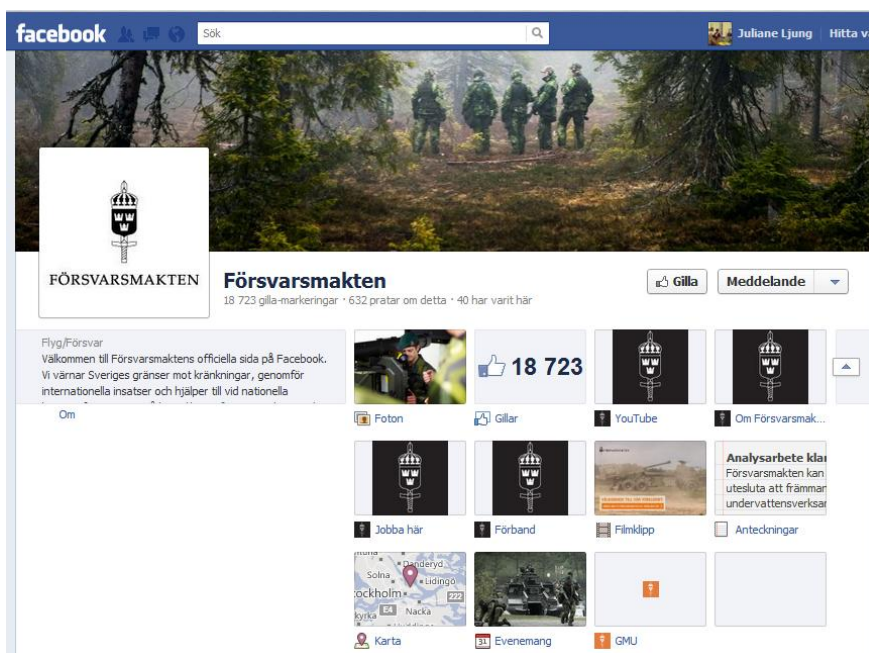 facebook
Sök
Juliane Ljung
Hitta vä
FÖRSVARSMAKTEN
Försvarsmakten
18 723 gilla-markeringar · 632 pratar om detta · 40 har varit här
Gilla
Meddelande
Flyg/Försvar
Välkommen till Försvarsmaktens officiella sida på Facebook.
Vi värnar Sveriges gränser mot kränkningar, genomför
internationella insatser och hjälper till vid nationella
Om
18 723
Foton
Gillar
YouTube
Om Försvarsmak...
Analysarbete klar
Försvarsmakten kan
utesluta att främmar
undervattensverksar
Jobba här
Förband
Filmklipp
Anteckningar
Danderyd
Solna
Lidingö
tockholm
222
kyrka
E4
Nacka
Karta
31
Evenemang
GMU